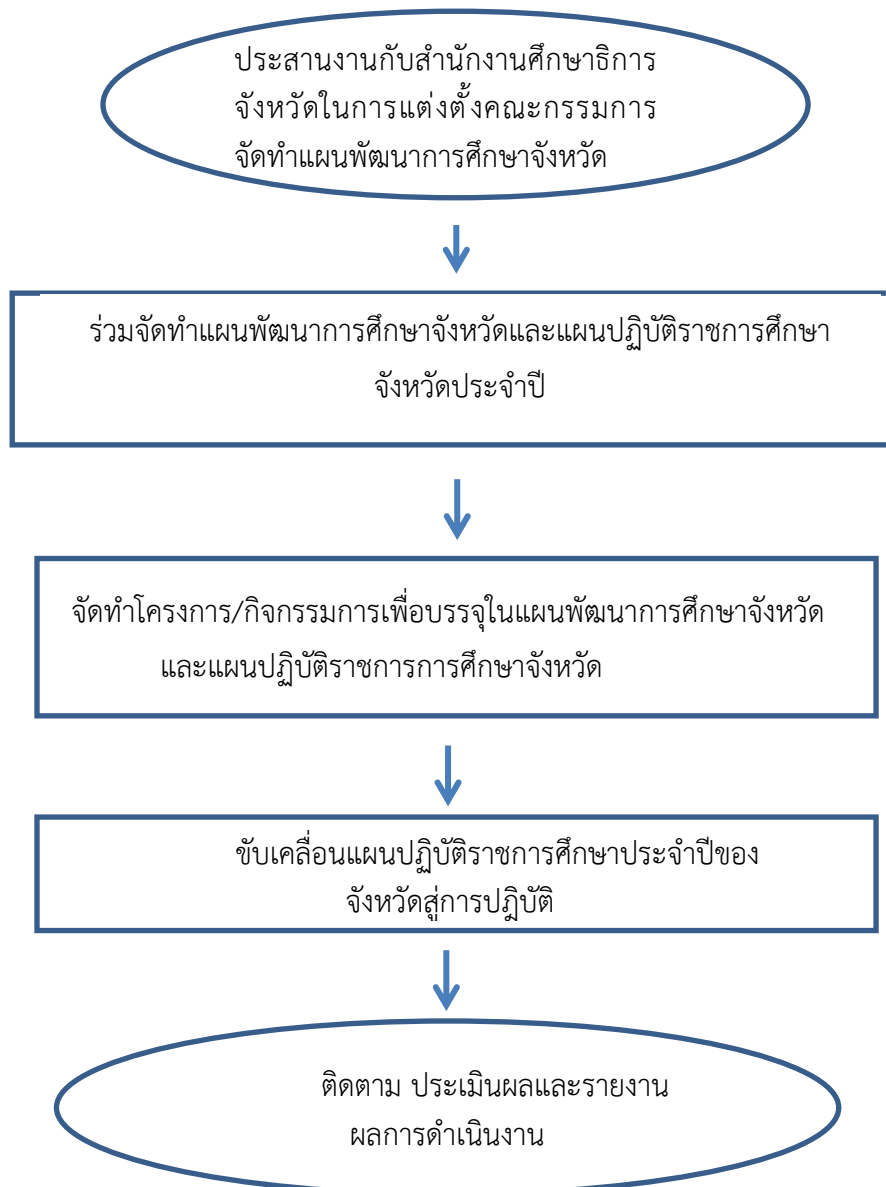 ประสานงานกับสำนักงานศึกษาธิการ
จังหวัดในการแต่งตั้งคณะกรรมการ
จัดทำแผนพัฒนาการศึกษาจังหวัด
ร่วมจัดทำแผนพัฒนาการศึกษาจังหวัดและแผนปฏิบัติราชการศึกษา
จังหวัดประจำปี
จัดทำโครงการ/กิจกรรมการเพื่อบรรจุในแผนพัฒนาการศึกษาจังหวัด
และแผนปฏิบัติราชการการศึกษาจังหวัด
ขับเคลื่อนแผนปฏิบัติราชการศึกษาประจำปีของ
จังหวัดสู่การปฎิบัติ
ติดตาม ประเมินผลและรายงาน
ผลการดำเนินงาน